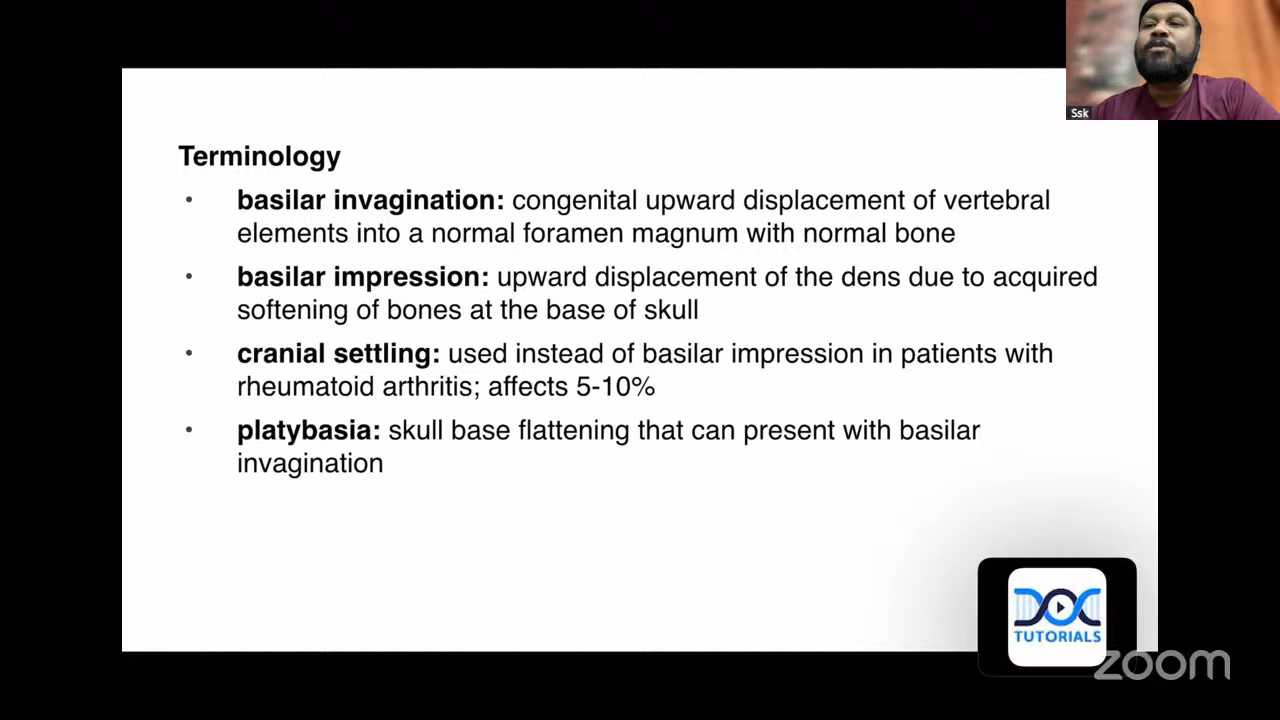 Ssk
Terminology
• basilar invagination: congenital upward displacement of vertebral
elements into a normal foramen magnum with normal bone
• basilar impression: upward displacement of the dens due to acquired
softening of bones at the base of skull
• cranial settling: used instead of basilar impression in patients with
rheumatoid arthritis; affects 5-10%
• platybasia: skull base flattening that can present with basilar
invagination
DOC
TUTORIALS
zoom